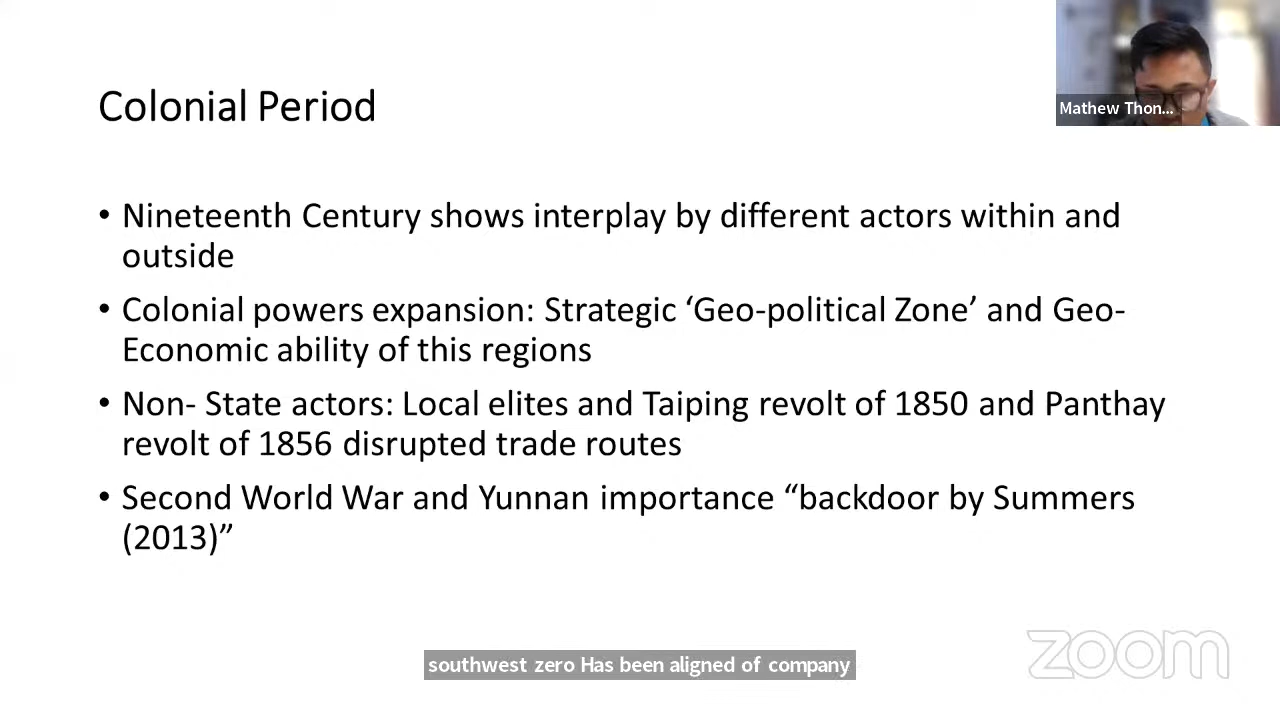 Colonial Period
Mathew Thon...
• Nineteenth Century shows interplay by different actors within and
outside
• Colonial powers expansion: Strategic ‘Geo-political Zone’ and Geo-
Economic ability of this regions
• Non- State actors: Local elites and Taiping revolt of 1850 and Panthay
revolt of 1856 disrupted trade routes
• Second World War and Yunnan importance “backdoor by Summers
(2013)”
southwest zero Has been aligned of company
zoom